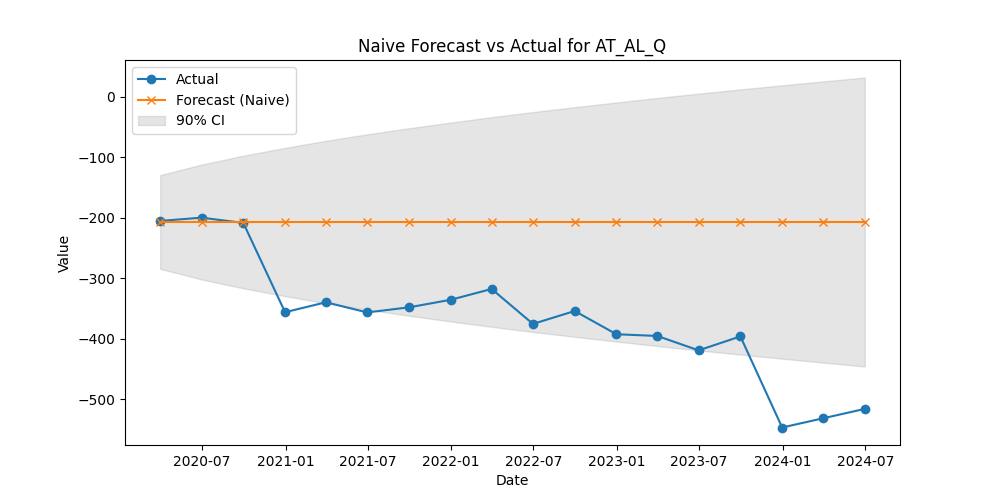 Naive Forecast vs Actual for AT_AL_Q
Actual
Forecast (Naive)
90% CI
Value
0
−100
−200
−300
−400
−500
2020-07
2021-01
2021-07
2022-01
2022-07
2023-01
2023-07
2024-01
2024-07
Date